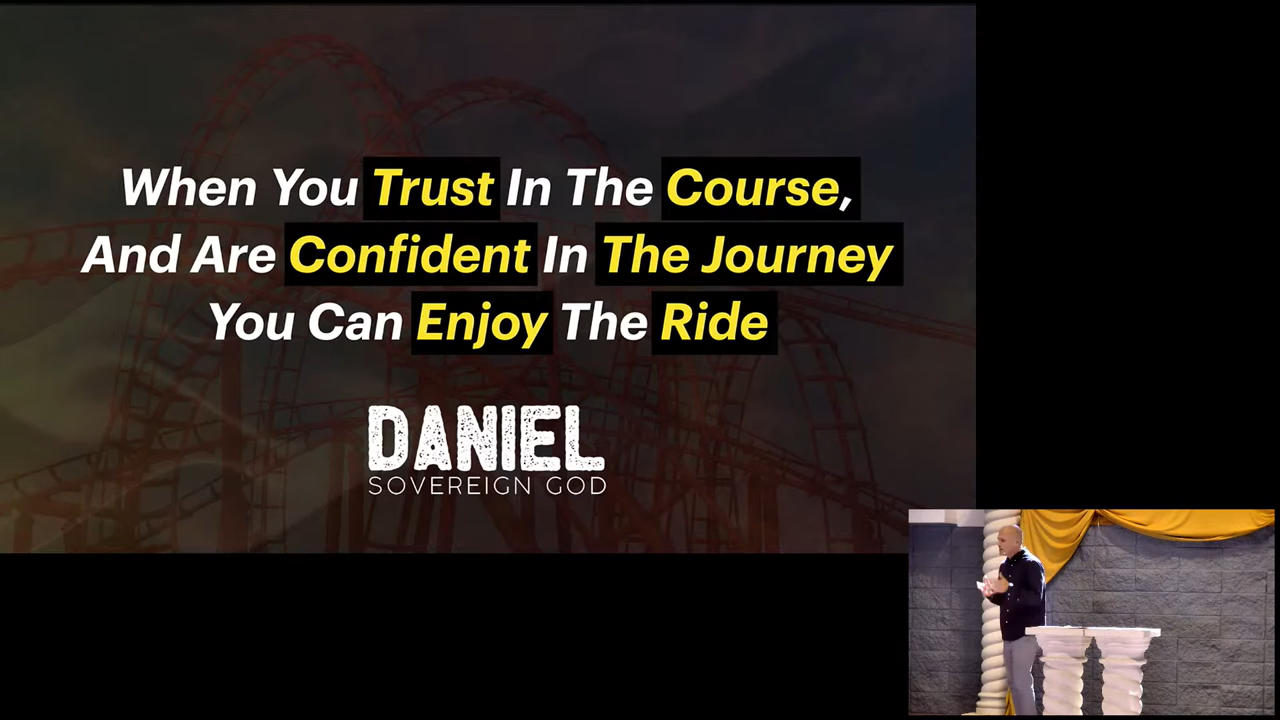 When You Trust In The Course,
And Are Confident In The Journey
You Can Enjoy The Ride
DANIEL
SOVEREIGN GOD